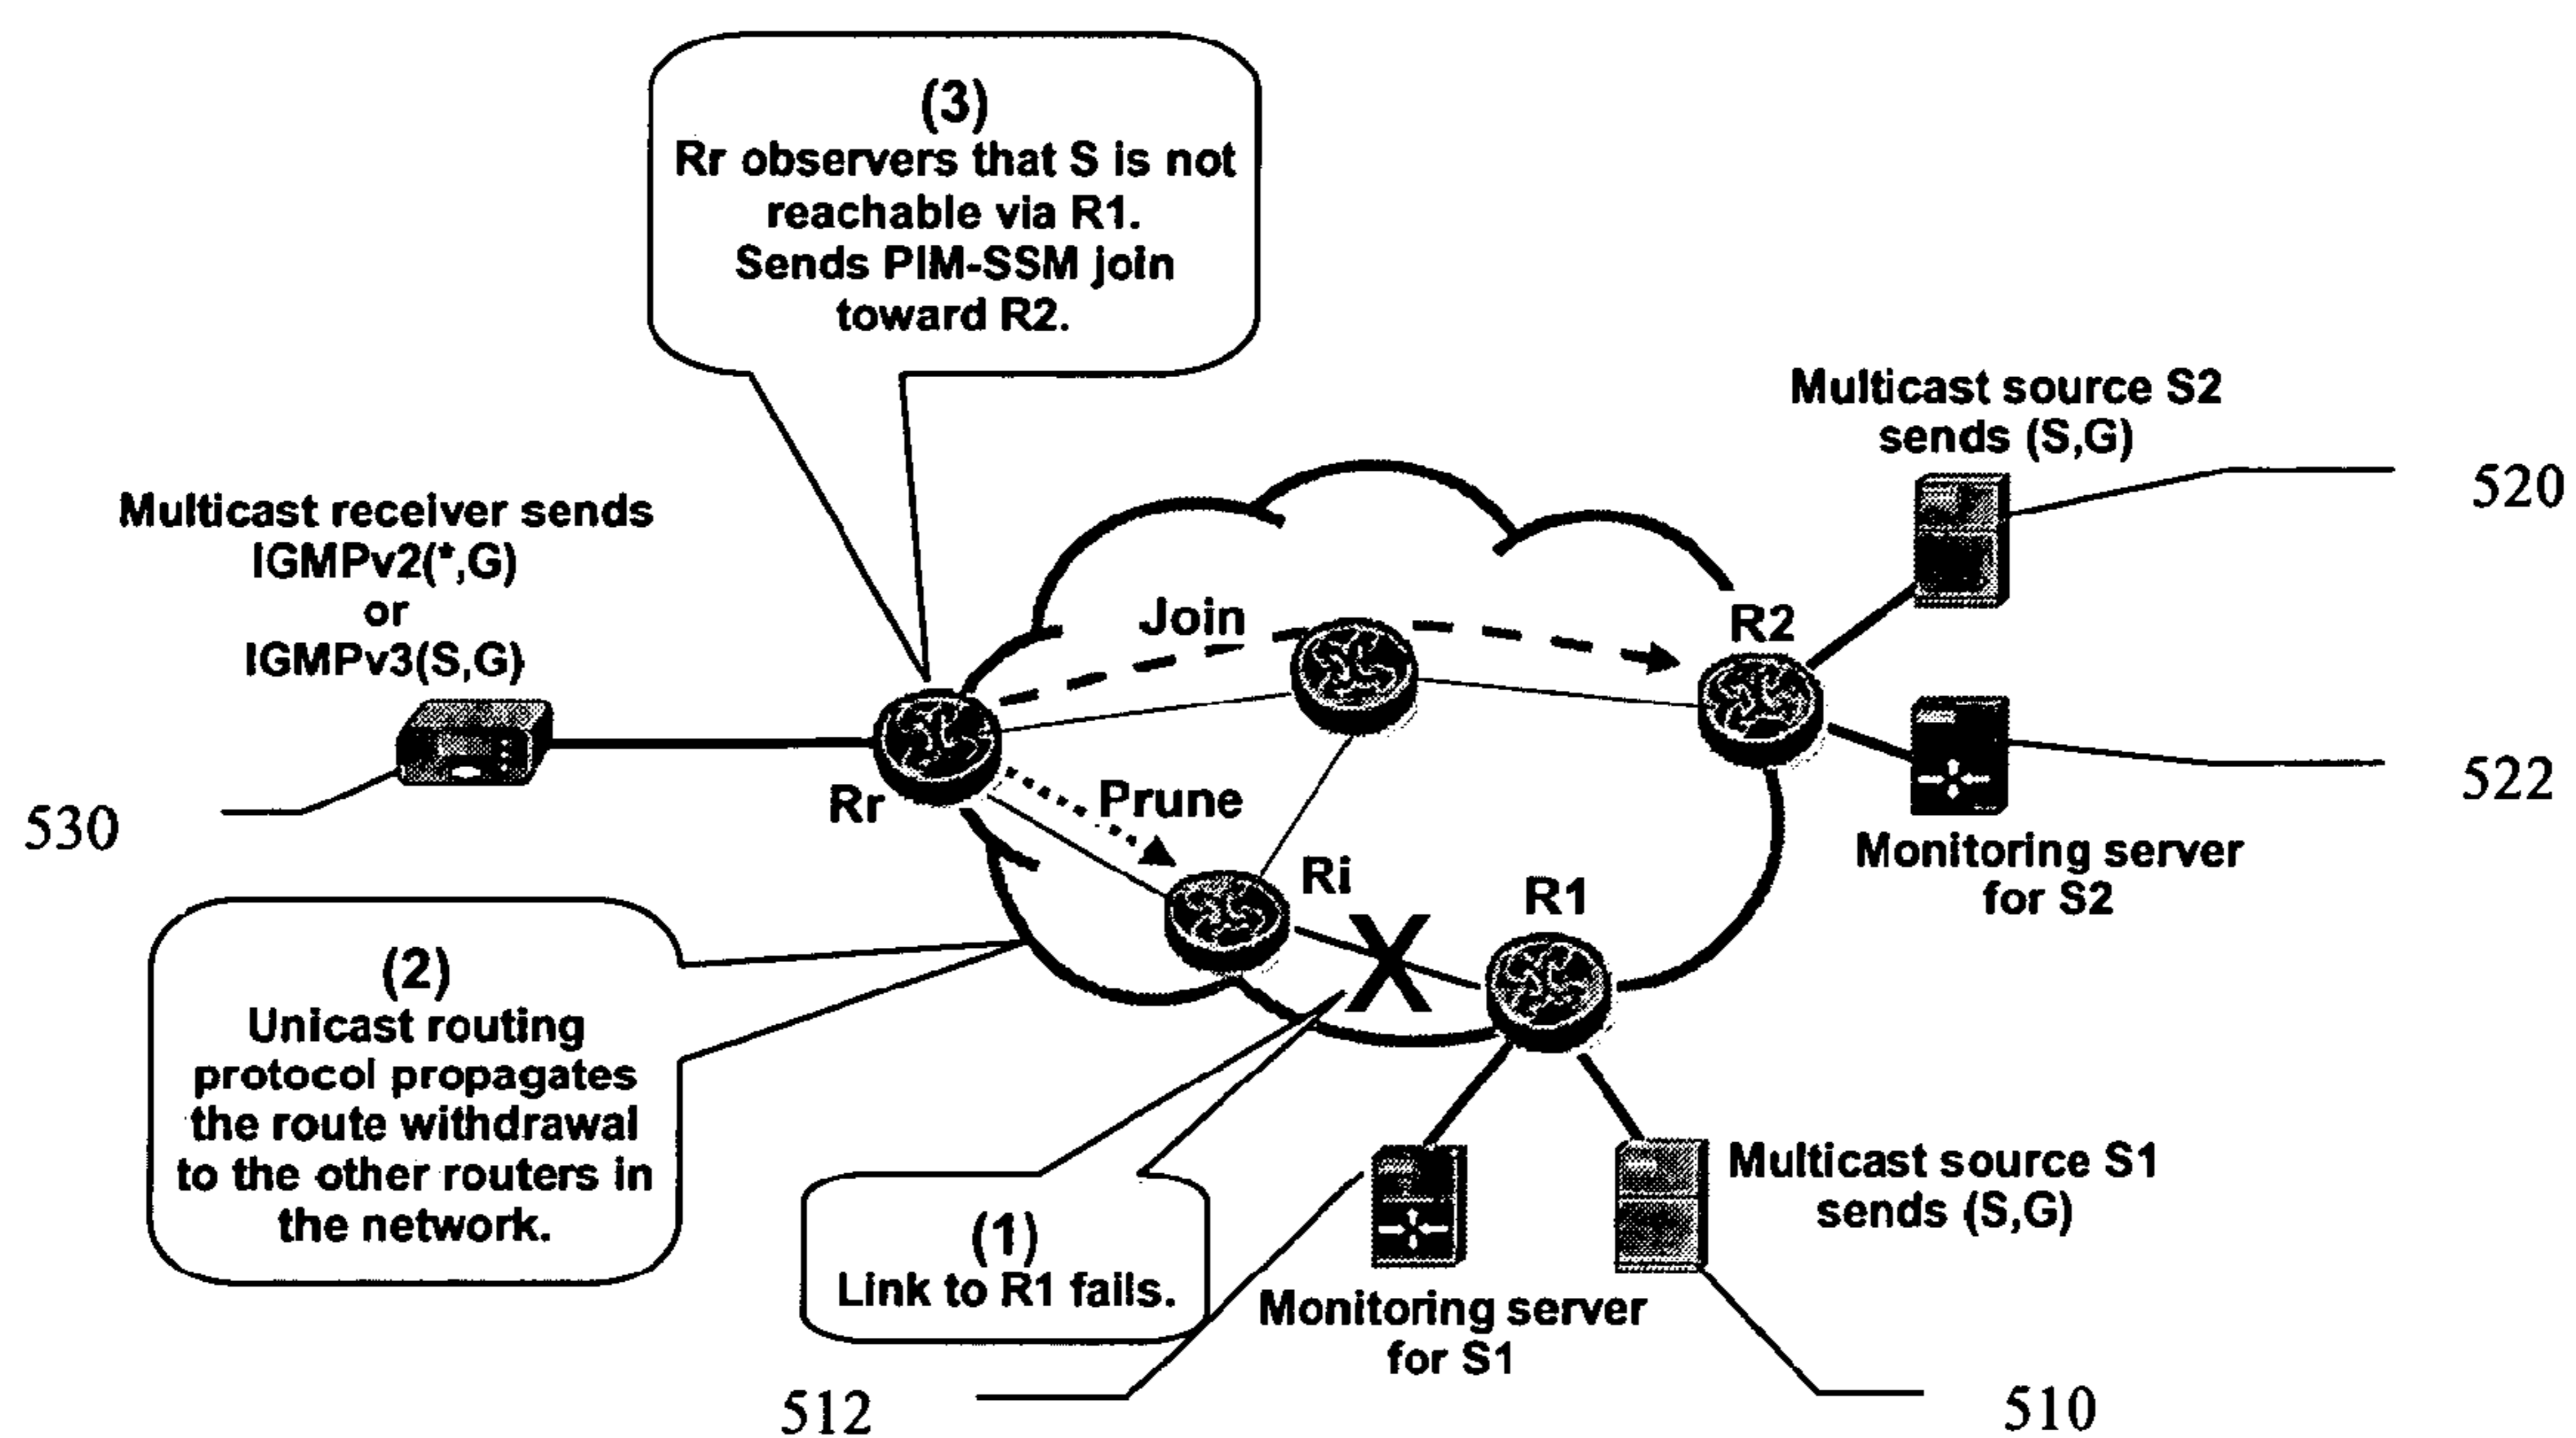 (3)
Rr observers that S is not
reachable via R1.
Sends PIM-SSM join
toward R2.
Multicast source S2
sends (S,G)
520
Multicast receiver sends
IGMPv2(*,G)
or
IGMPv3(S,G)
Join
R2
522
530
Rr
Prune
Monitoring server
for S2
Ri
R1
(2)
Unicast routing
protocol propagates
the route withdrawal
to the other routers in
the network.
(1)
Link to R1 fails.
Multicast source S1
sends (S,G)
Monitoring server
for S1
512
510